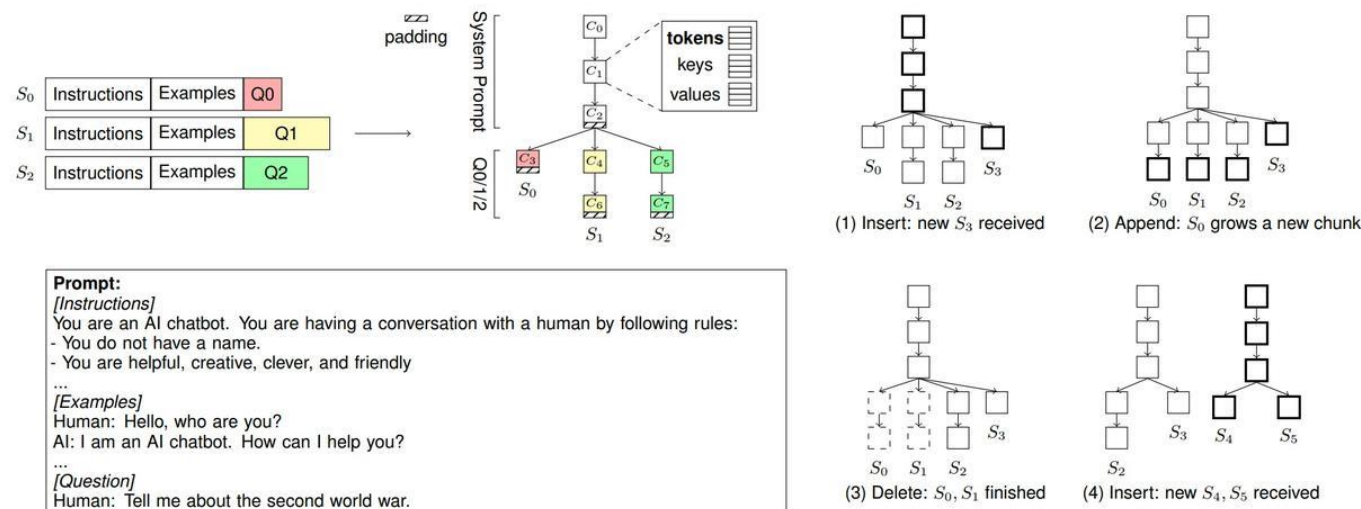 padding
System Prompt
C0
C1
C2
tokens
keys
values
S0 Instructions Examples Q0
S1 Instructions Examples Q1
S2 Instructions Examples Q2
Q0/1/2
C3
C4
C5
S0
C6
C7
S1
S2
S0
S3
S1
S2
(1) Insert: new S3 received
S3
S0
S1
S2
(2) Append: S0 grows a new chunk
Prompt:
[Instructions]
You are an AI chatbot. You are having a conversation with a human by following rules:
- You do not have a name.
- You are helpful, creative, clever, and friendly
...
[Examples]
Human: Hello, who are you?
AI: I am an AI chatbot. How can I help you?
...
[Question]
Human: Tell me about the second world war.
S3
S0
S1
S2
(3) Delete: S0, S1 finished
S3
S4
S5
S2
(4) Insert: new S4, S5 received